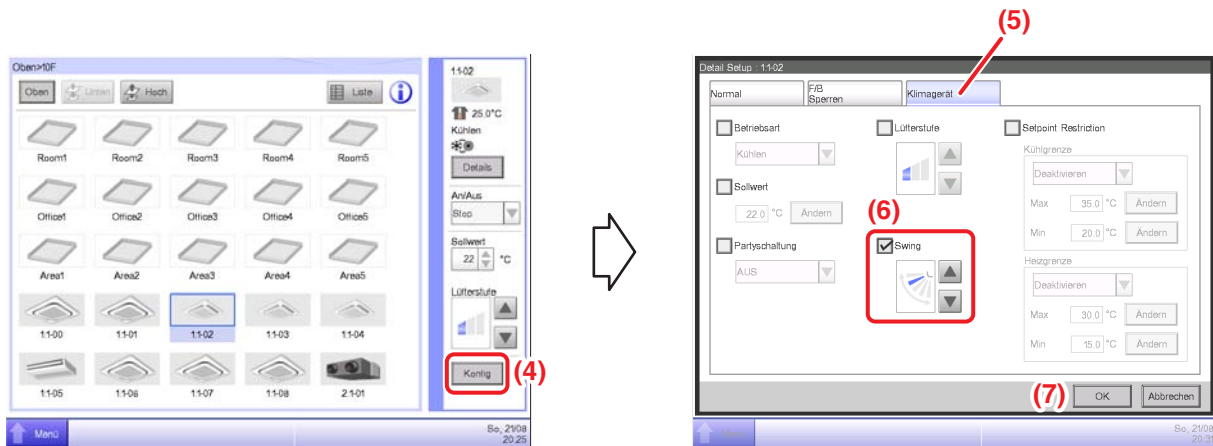 (5)
Oben>10F
Oben
Unten
Hoch
Liste
Room1
Room2
Room3
Room4
Room5
Office1
Office2
Office3
Office4
Office5
Area1
Area2
Area3
Area4
Area5
1:1-00
1:1-01
1:1-02
1:1-03
1:1-04
1:1-05
1:1-06
1:1-07
1:1-08
2:1-01
1:1-02
25.0°C
Kühlen
Details
An/Aus
Stop
Sollwert
22 °C
Lüfterstufe
Konfig
(4)
Menü
So, 21/08
20:25
Detail Setup : 1:1-02
Normal
F/B
Sperren
Klimagerät
Betriebsart
Kühlen
Sollwert
22.0 °C Ändern
Partyschaltung
AUS
Lüfterstufe
(6)
Swing
Setpoint Restriction
Kühlgrenze
Deaktivieren
Max 35.0 °C Ändern
Min 20.0 °C Ändern
Heizgrenze
Deaktivieren
Max 30.0 °C Ändern
Min 15.0 °C Ändern
(7)
OK
Abbrechen
Menü
So, 21/08